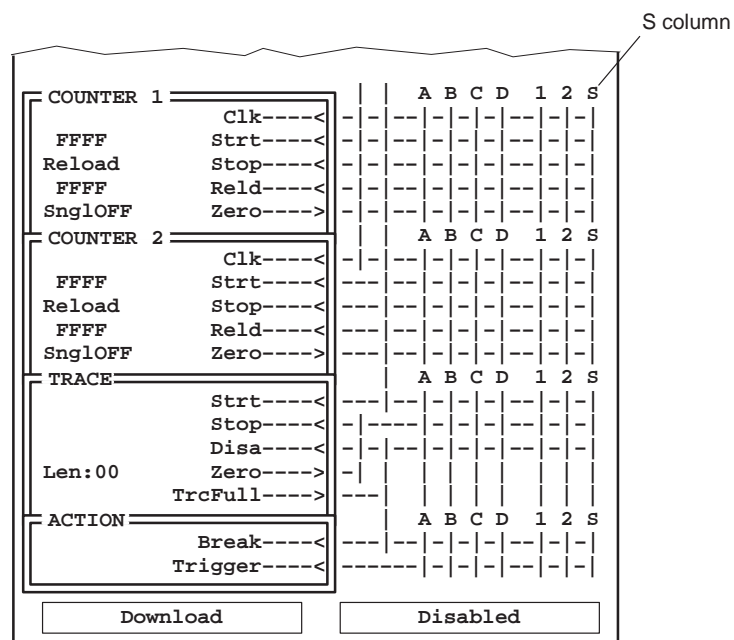 S column
| | A B C D 1 2 S
COUNTER 1
Clk----< -|-|--|-|-|-|--|-|-|
FFFF Strt----< -|-|--|-|-|-|--|-|-|
Reload Stop----< -|-|--|-|-|-|--|-|-|
FFFF Reld----< -|-|--|-|-|-|--|-|-|
SnglOFF Zero----> -|-|--|-|-|-|--|-|-|
COUNTER 2 | | A B C D 1 2 S
Clk----< -|-|--|-|-|-|--|-|-|
FFFF Strt----< ---|--|-|-|-|--|-|-|
Reload Stop----< ---|--|-|-|-|--|-|-|
FFFF Reld----< ---|--|-|-|-|--|-|-|
SnglOFF Zero----> ---|--|-|-|-|--|-|-|
TRACE | A B C D 1 2 S
Strt----< ---|--|-|-|-|--|-|-|
Stop----< -|----|-|-|-|--|-|-|
Disa----< -|-|--|-|-|-|--|-|-|
Len:00 Zero----> -| | | | | | | | |
TrcFull----> ---| | | | | | | |
ACTION | A B C D 1 2 S
Break----< ---|--|-|-|-|--|-|-|
Trigger----< ------|-|-|-|--|-|-|
Download Disabled